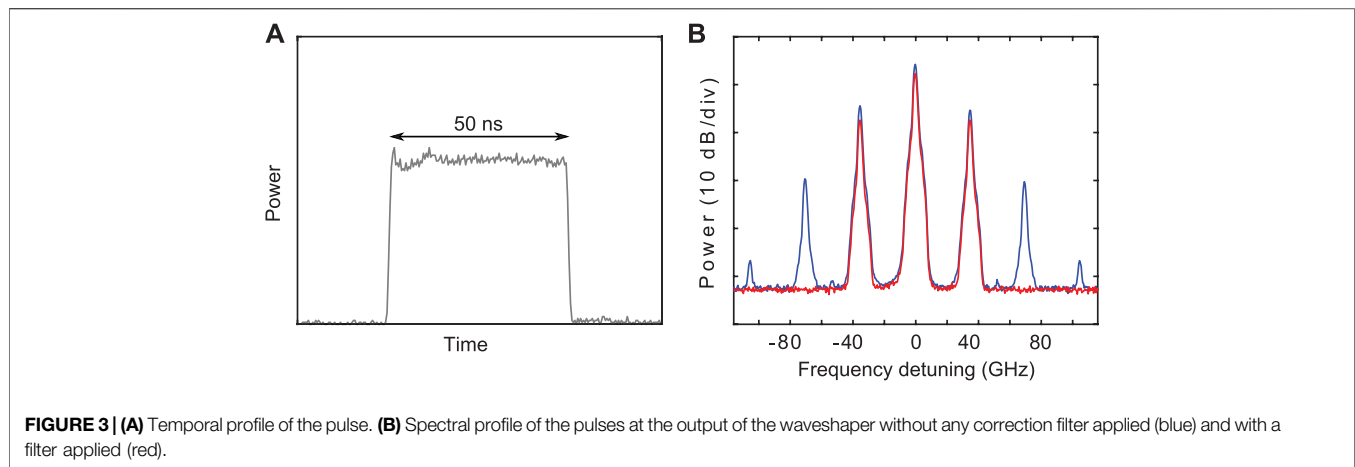 A
50 ns
Power
Time
B
Power (10 dB/div)
-80 -40 0 40 80
Frequency detuning (GHz)
FIGURE 3 | (A) Temporal profile of the pulse. (B) Spectral profile of the pulses at the output of the waveshaper without any correction filter applied (blue) and with a
filter applied (red).